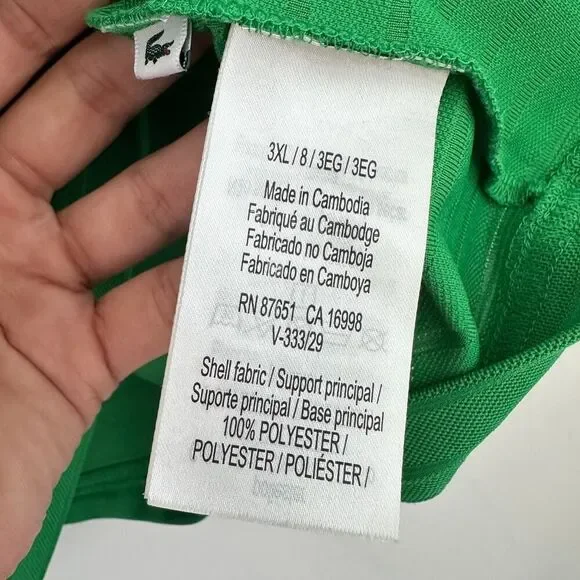 3XL / 8 / 3EG / 3EG
Made in Cambodia
Fabriqué au Cambodge
Fabricado no Camboja
Fabricado en Camboya
RN 87651 CA 16998
V-333/29
Shell fabric / Support principal /
Suporte principal / Base principal
100% POLYESTER /
POLYESTER / POLIÉSTER /